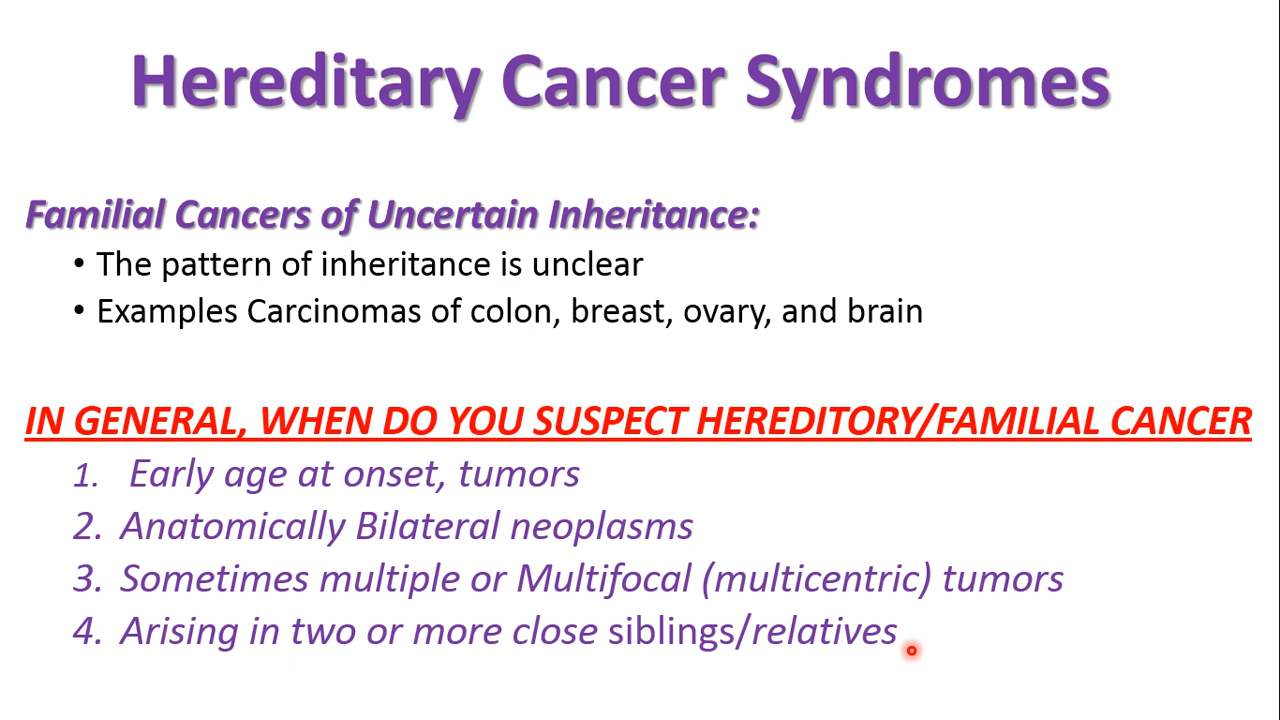 Hereditary Cancer Syndromes
Familial Cancers of Uncertain Inheritance:
• The pattern of inheritance is unclear
• Examples Carcinomas of colon, breast, ovary, and brain
IN GENERAL, WHEN DO YOU SUSPECT HEREDITORY/FAMILIAL CANCER
1. Early age at onset, tumors
2. Anatomically Bilateral neoplasms
3. Sometimes multiple or Multifocal (multicentric) tumors
4. Arising in two or more close siblings/relatives